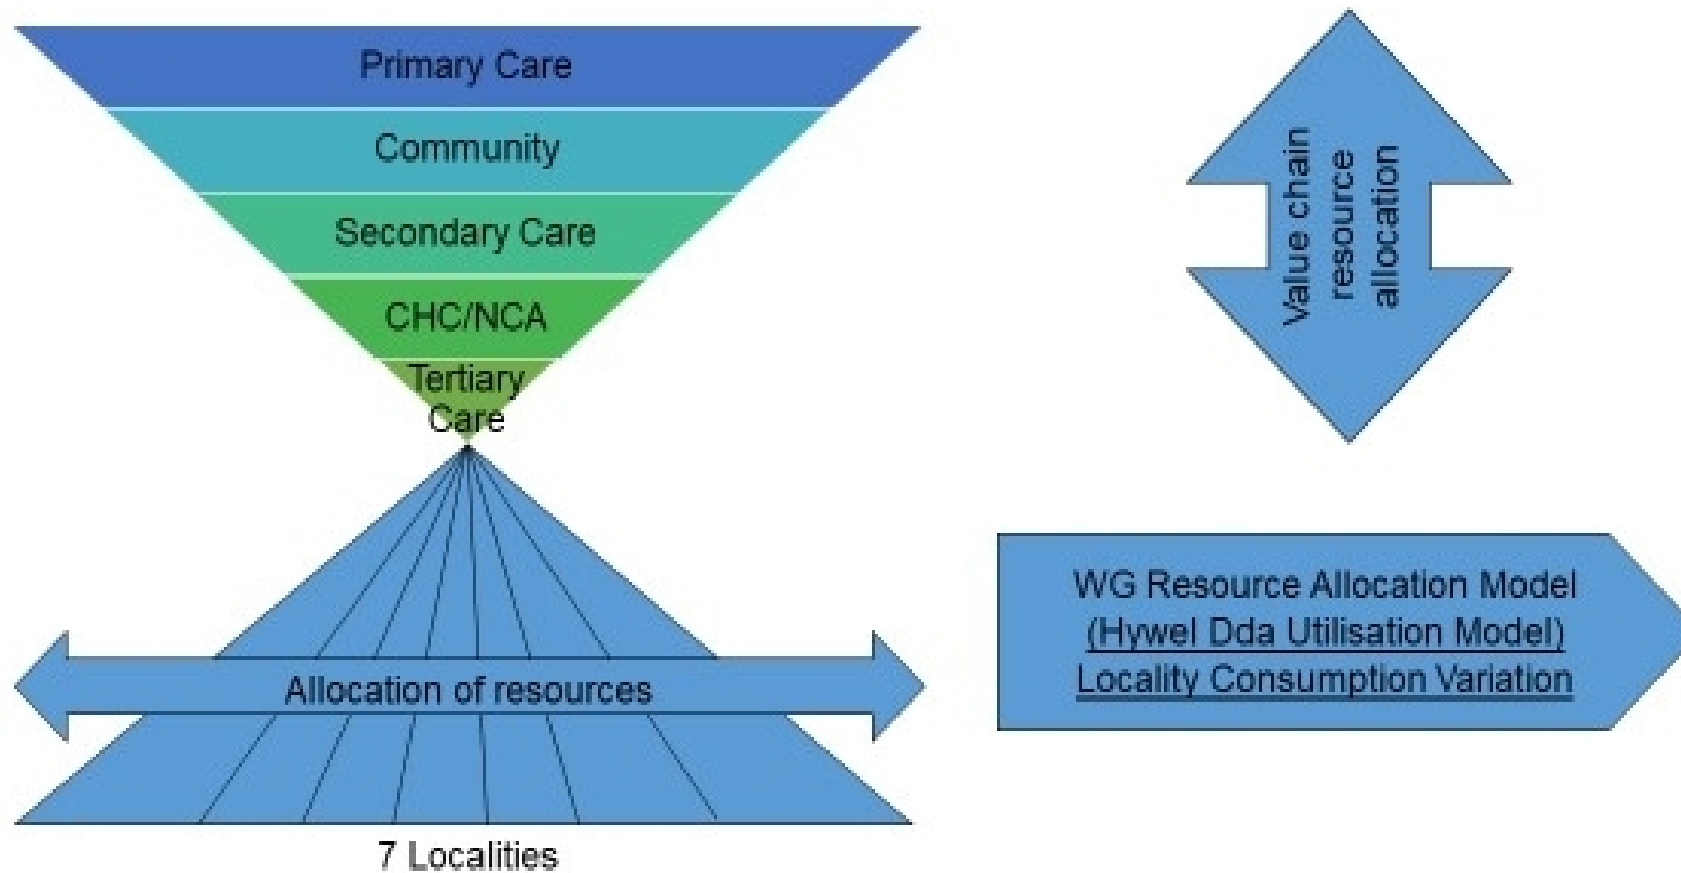 Primary Care
Community
Secondary Care
CHC/NCA
Tertiary
Care
Allocation of resources
7 Localities
Value chain
resource
allocation
WG Resource Allocation Model
(Hywel Dda Utilisation Model)
Locality Consumption Variation